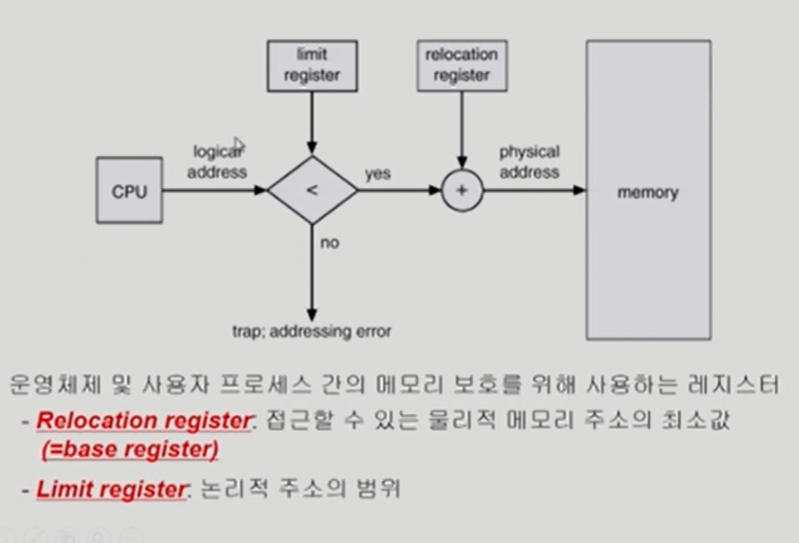 limit
register
relocation
register
logical
address
physical
address
CPU
<
yes
+
memory
no
trap; addressing error
운영체제 및 사용자 프로세스 간의 메모리 보호를 위해 사용하는 레지스터
- Relocation register: 접근할 수 있는 물리적 메모리 주소의 최소값
(=base register)
- Limit register: 논리적 주소의 범위